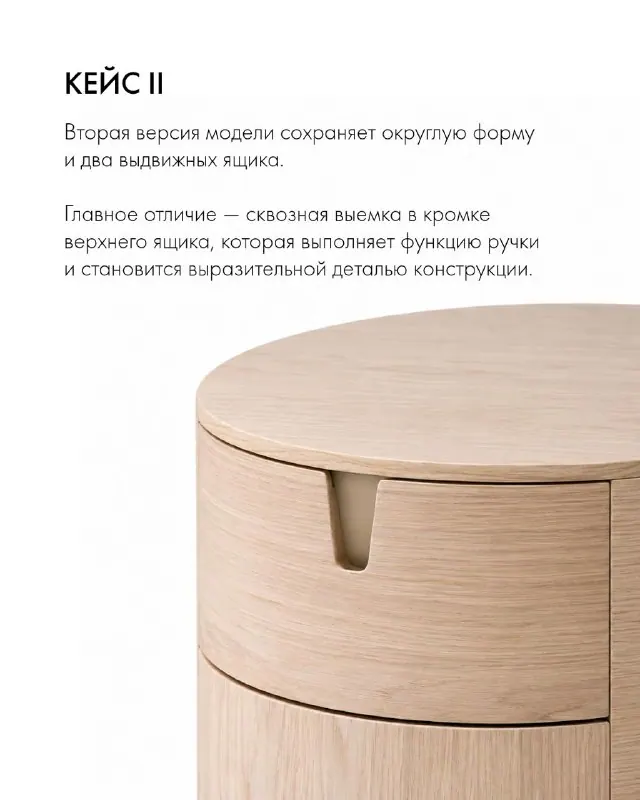 КЕЙС II
Вторая версия модели сохраняет округлую форму
и два выдвижных ящика.
Главное отличие — сквозная выемка в кромке
верхнего ящика, которая выполняет функцию ручки
и становится выразительной деталью конструкции.